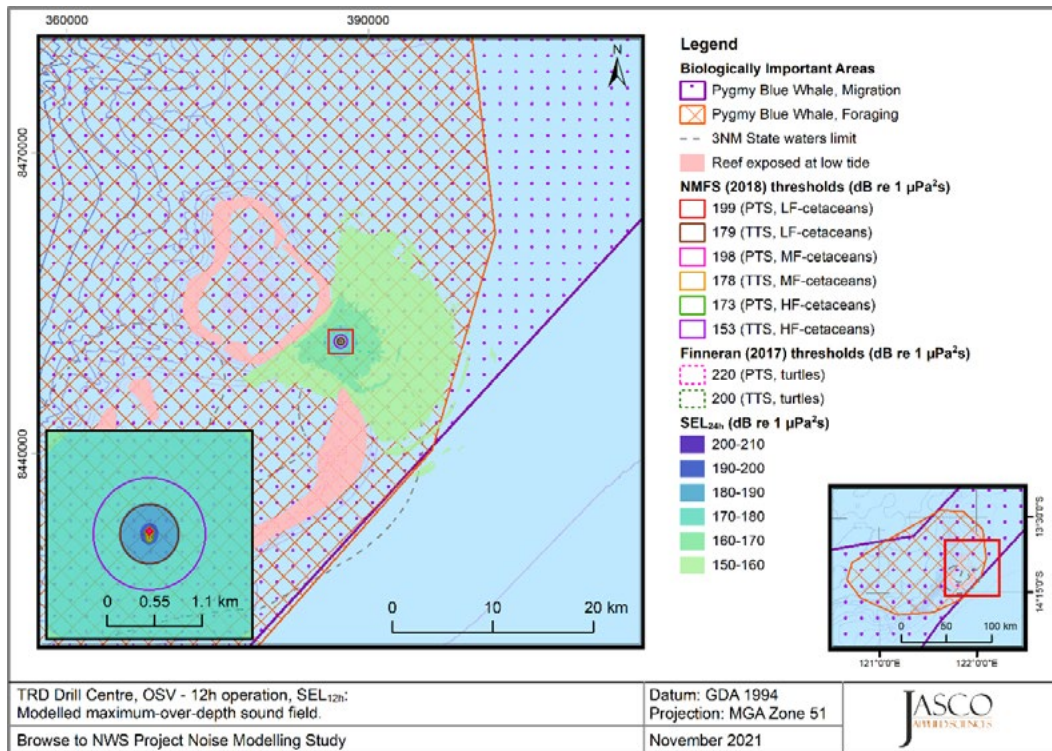 360000
390000
8470000
8440000
N
0 0.55 1.1 km
0 10 20 km
Legend
Biologically Important Areas
Pygmy Blue Whale, Migration
Pygmy Blue Whale, Foraging
3NM State waters limit
Reef exposed at low tide
NMFS (2018) thresholds (dB re 1 µPa²s)
199 (PTS, LF-cetaceans)
179 (TTS, LF-cetaceans)
198 (PTS, MF-cetaceans)
178 (TTS, MF-cetaceans)
173 (PTS, HF-cetaceans)
153 (TTS, HF-cetaceans)
Finneran (2017) thresholds (dB re 1 µPa²s)
220 (PTS, turtles)
200 (TTS, turtles)
SEL24h (dB re 1 µPa²s)
200-210
190-200
180-190
170-180
160-170
150-160
13°30'0"S
14°15'0"S
0 50 100 km
121°0'0"E 122°0'0"E
TRD Drill Centre, OSV - 12h operation, SEL12h:
Modelled maximum-over-depth sound field.
Browse to NWS Project Noise Modelling Study
Datum: GDA 1994
Projection: MGA Zone 51
November 2021
JASCO
APPLIED SCIENCES